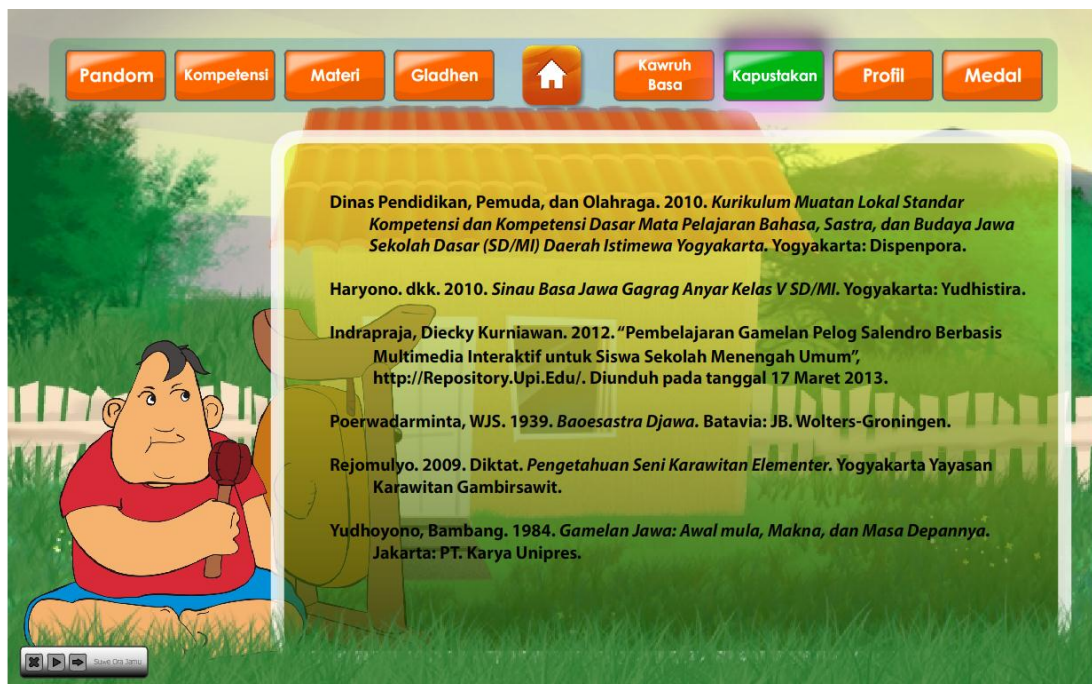 Pandom
Kompetensi
Materi
Gladhen
Kawruh
Basa
Kapustakan
Profil
Medal
Dinas Pendidikan, Pemuda, dan Olahraga. 2010. Kurikulum Muatan Lokal Standar
Kompetensi dan Kompetensi Dasar Mata Pelajaran Bahasa, Sastra, dan Budaya Jawa
Sekolah Dasar (SD/MI) Daerah Istimewa Yogyakarta. Yogyakarta: Dispenpora.
Haryono. dkk. 2010. Sinau Basa Jawa Gagrag Anyar Kelas V SD/MI. Yogyakarta: Yudhistira.
Indrapraja, Diecky Kurniawan. 2012. “Pembelajaran Gamelan Pelog Salendro Berbasis
Multimedia Interaktif untuk Siswa Sekolah Menengah Umum”,
http://Repository.Upi.Edu/. Diunduh pada tanggal 17 Maret 2013.
Poerwadarminta, WJS. 1939. Baoesastra Djawa. Batavia: JB. Wolters-Groningen.
Rejomulyo. 2009. Diktat. Pengetahuan Seni Karawitan Elementer. Yogyakarta Yayasan
Karawitan Gambirsawit.
Yudhoyono, Bambang. 1984. Gamelan Jawa: Awal mula, Makna, dan Masa Depannya.
Jakarta: PT. Karya Unipres.
Suwe Ora Jamu